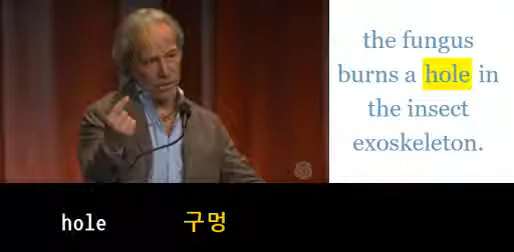 the fungus
burns a hole in
the insect
exoskeleton.
hole 구멍